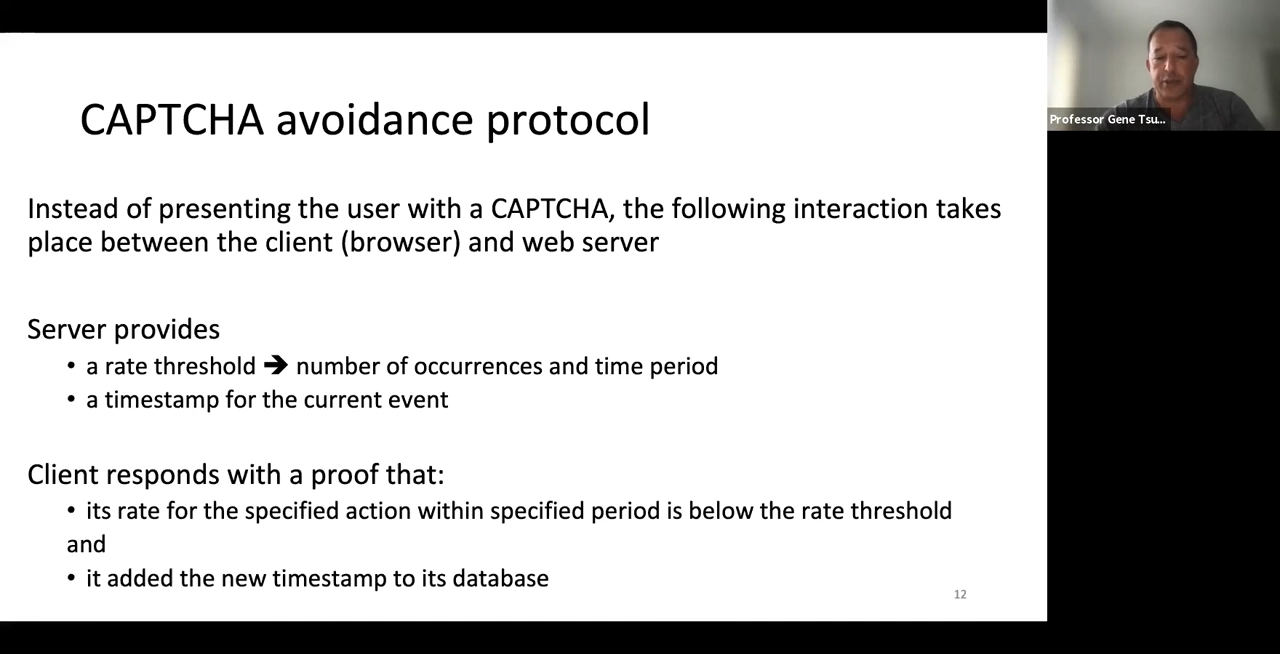 CAPTCHA avoidance protocol
Professor Gene Tsu...
Instead of presenting the user with a CAPTCHA, the following interaction takes
place between the client (browser) and web server
Server provides
• a rate threshold ➔ number of occurrences and time period
• a timestamp for the current event
Client responds with a proof that:
• its rate for the specified action within specified period is below the rate threshold
and
• it added the new timestamp to its database
12